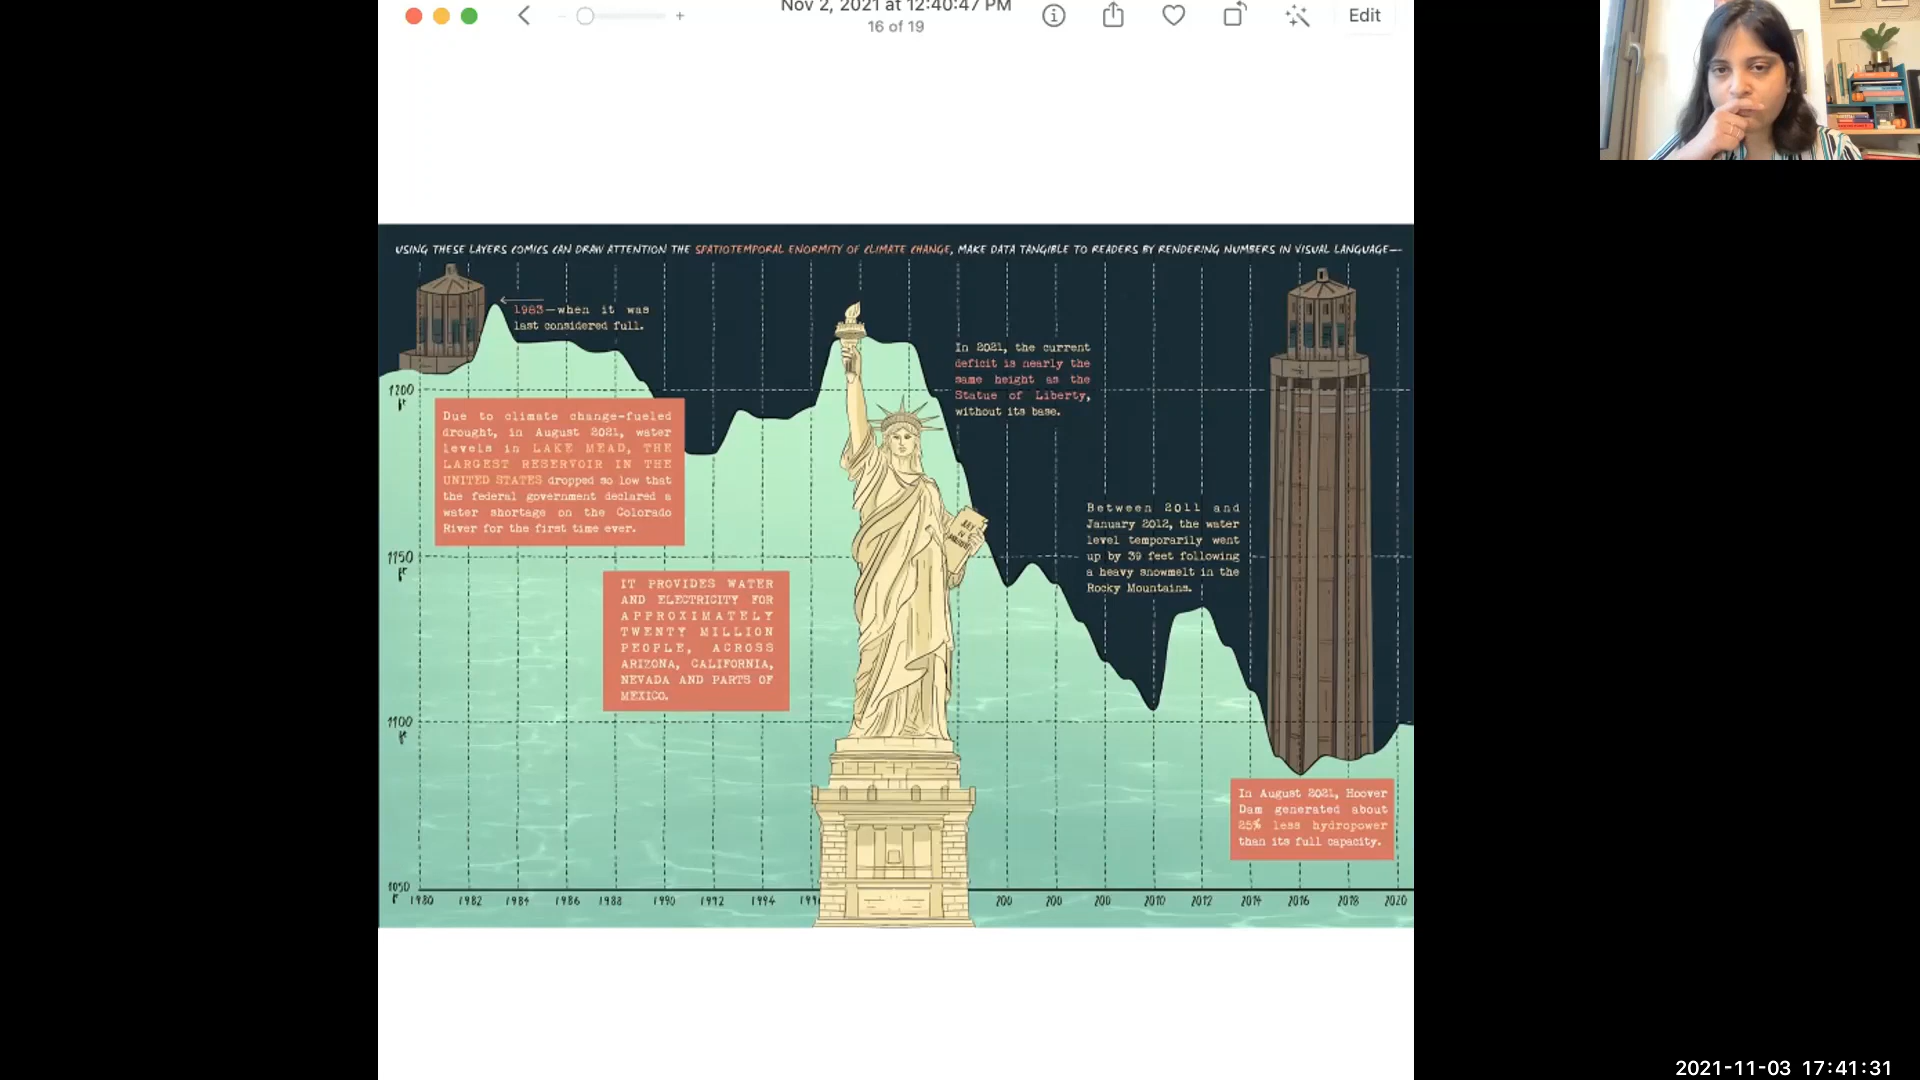 Nov 2, 2021 at 12:40:47 PM
16 of 19
Edit
USING THESE LAYERS COMICS CAN DRAW ATTENTION THE SPATIOTEMPORAL ENORMITY OF CLIMATE CHANGE, MAKE DATA TANGIBLE TO READERS BY RENDERING NUMBERS IN VISUAL LANGUAGE—
1983—when it was
last considered full.
In 2021, the current
deficit is nearly the
same height as the
Statue of Liberty,
without its base.
1200
ft
Due to climate change-fueled
drought, in August 2021, water
levels in LAKE MEAD, THE
LARGEST RESERVOIR IN THE
UNITED STATES dropped so low that
the federal government declared a
water shortage on the Colorado
River for the first time ever.
Between 2011 and
January 2012, the water
level temporarily went
up by 39 feet following
a heavy snowmelt in the
Rocky Mountains.
JULY
IV
1150
ft
IT PROVIDES WATER
AND ELECTRICITY FOR
APPROXIMATELY
TWENTY MILLION
PEOPLE, ACROSS
ARIZONA, CALIFORNIA,
NEVADA AND PARTS OF
MEXICO.
1100
ft
In August 2021, Hoover
Dam generated about
25% less hydropower
than its full capacity.
1050
1980 1982 1984 1986 1988 1990 1992 1994 199 200 200 200 2010 2012 2014 2016 2018 2020
2021-11-03 17:41:31